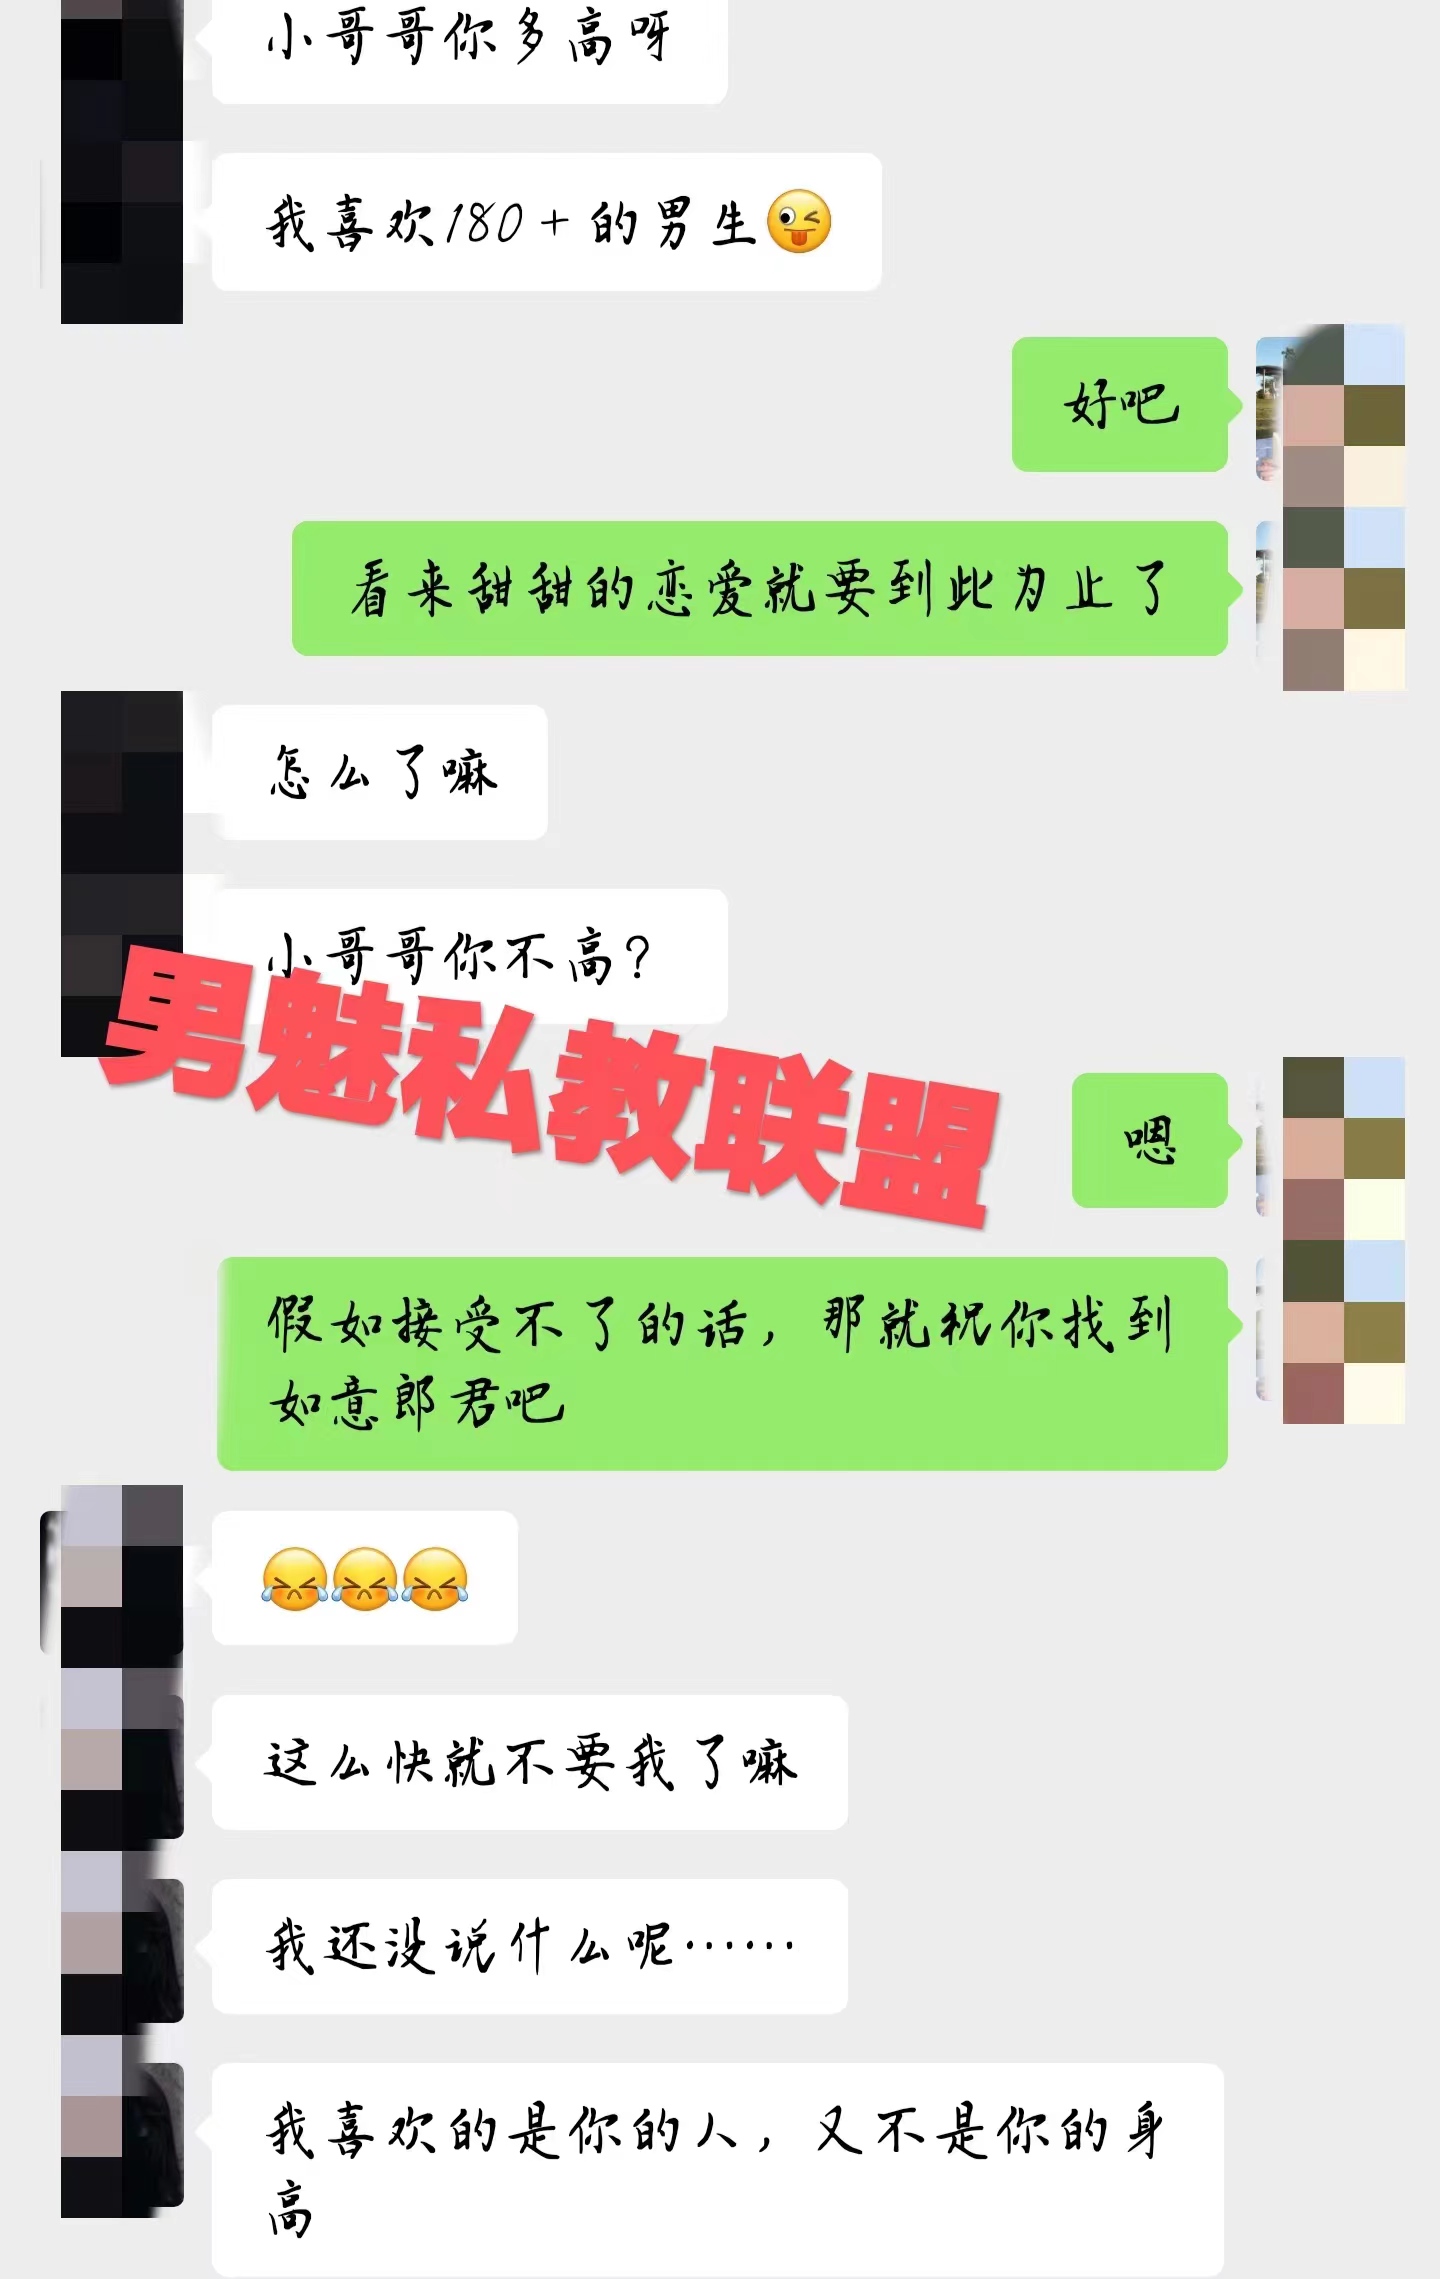 小哥哥你多高呀
我喜欢180+的男生😜
好吧
看来甜甜的恋爱就要到此为止了
怎么了嘛
小哥哥你不高?
男魅私教联盟
嗯
假如接受不了的话,那就祝你找到
如意郎君吧
😭😭😭
这么快就不要我了嘛
我还没说什么呢……
我喜欢的是你的人,又不是你的身
高